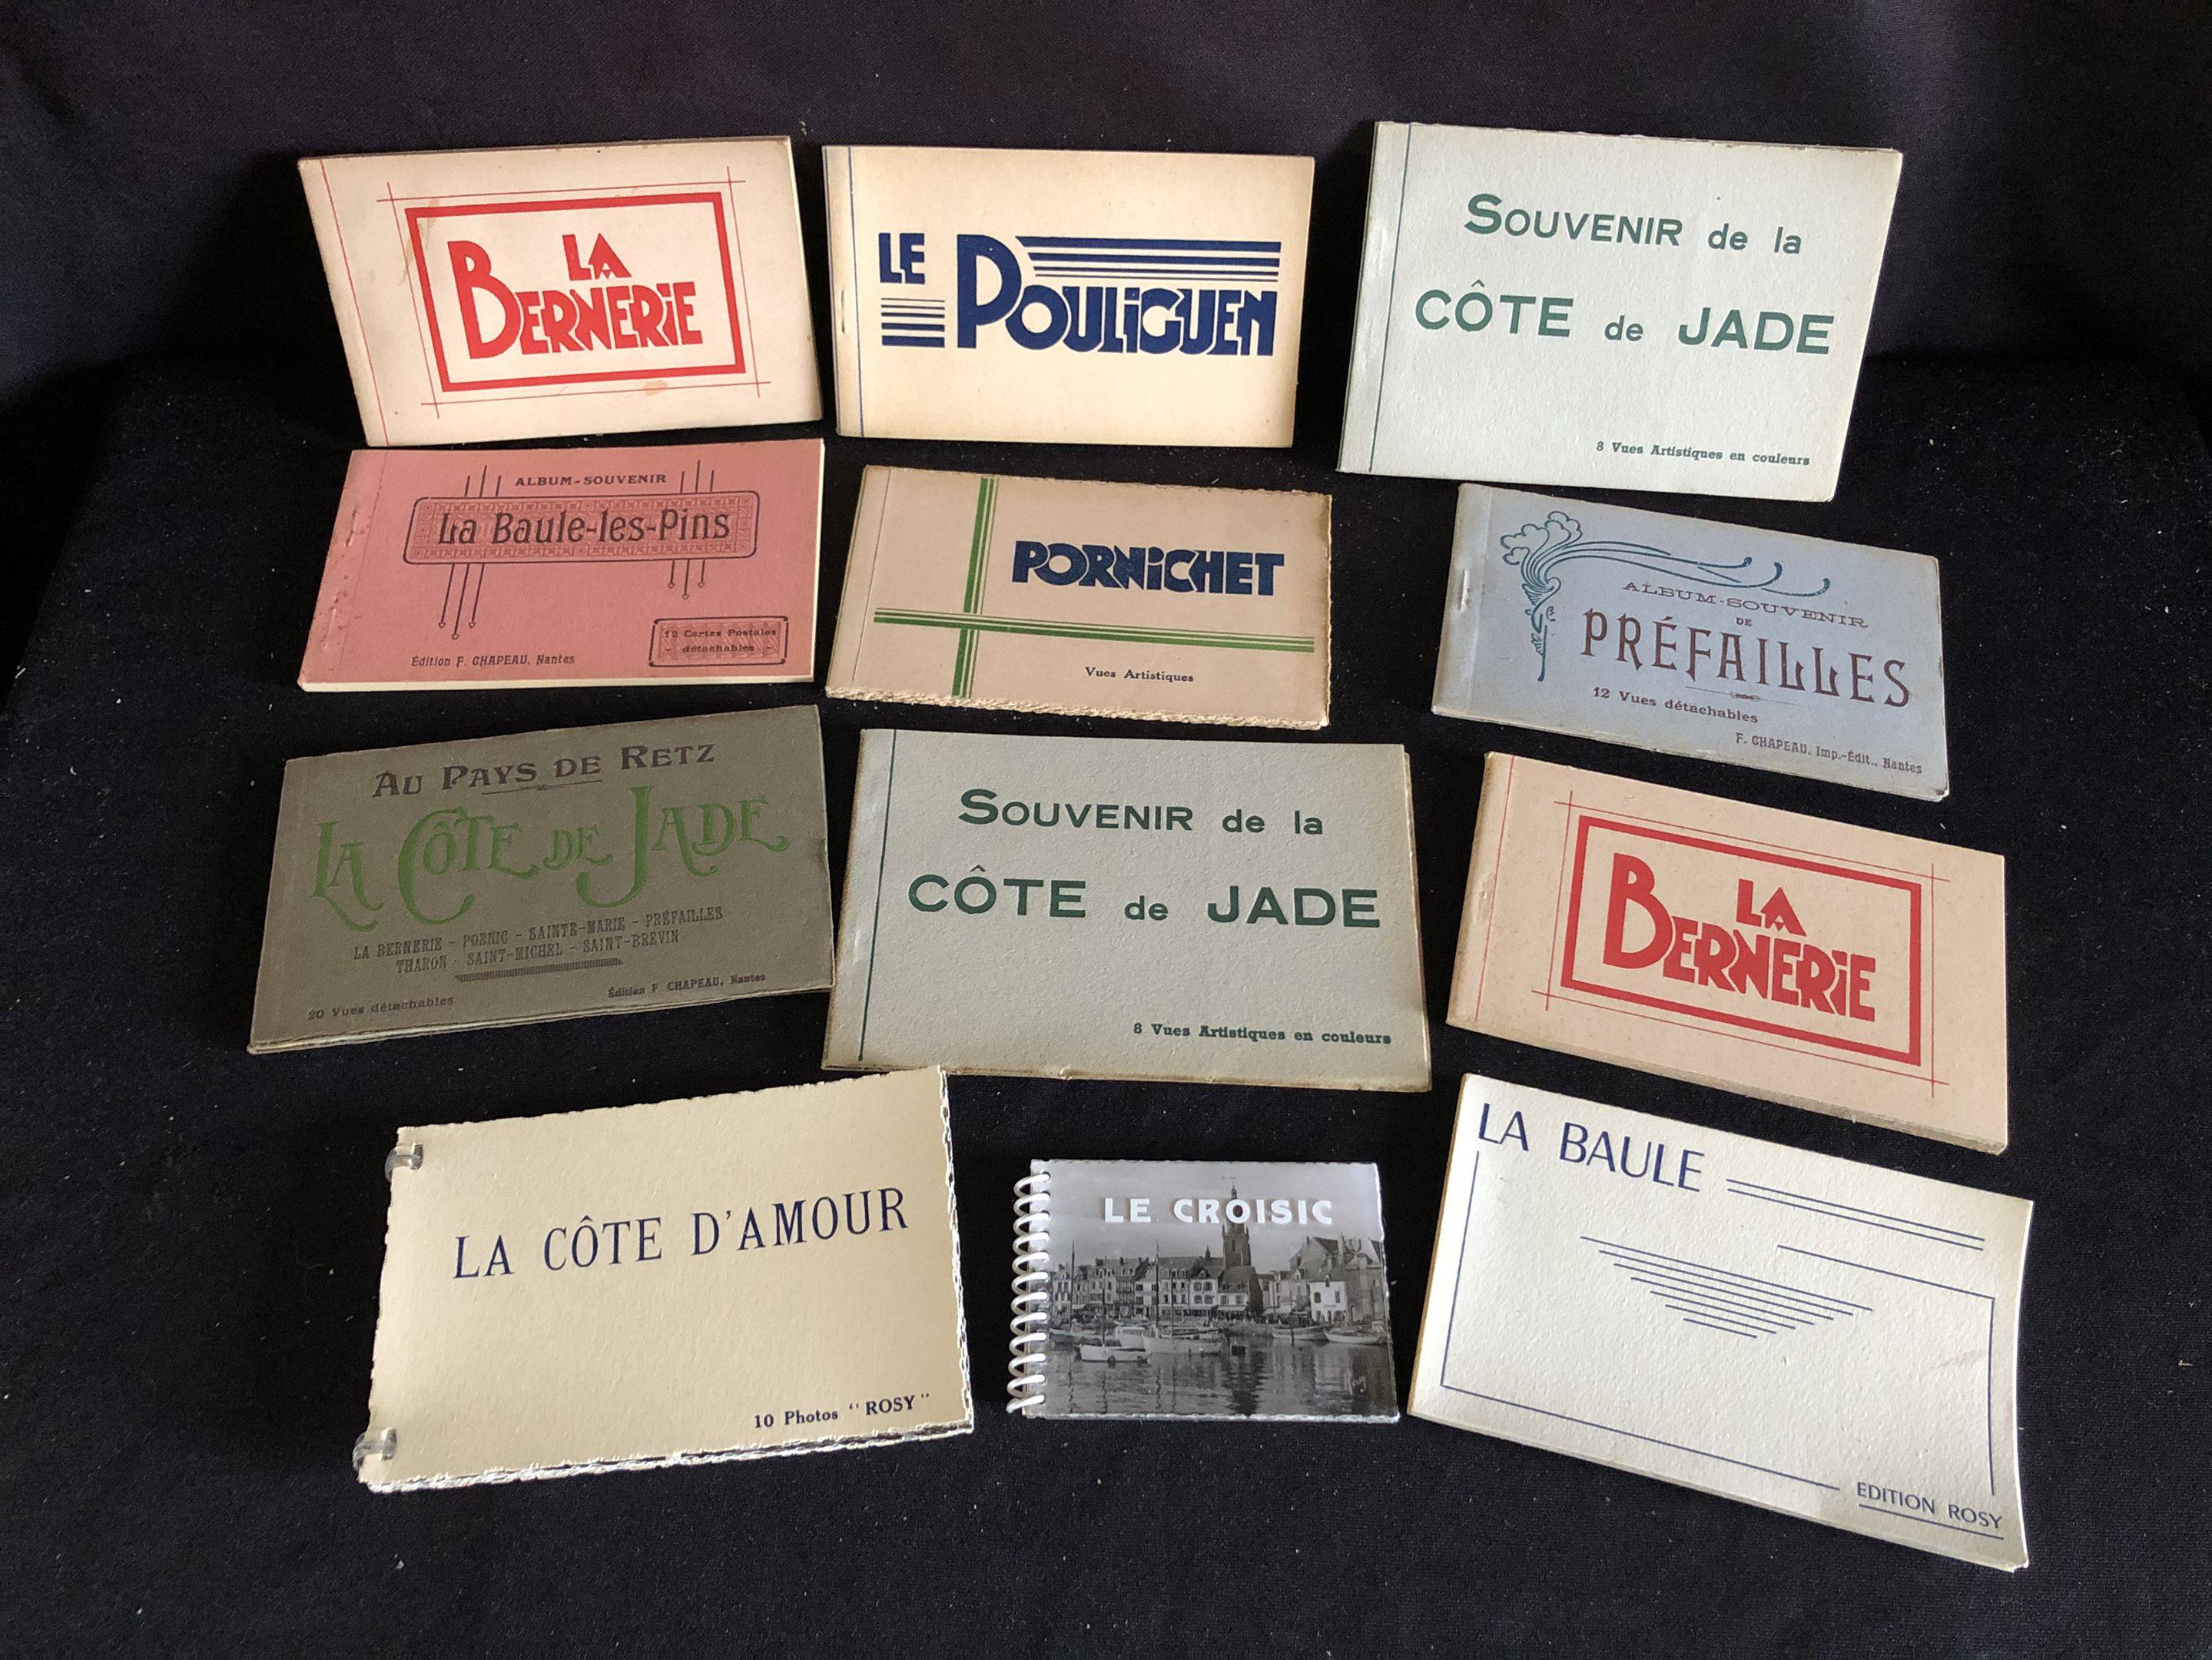 LA
BERNERIE
LE
POULIGUEN
SOUVENIR de la
CÔTE de JADE
8 Vues Artistiques en couleurs
ALBUM-SOUVENIR
La Baule-les-Pins
12 Cartes Postales
- détachables -
Édition F. CHAPEAU, Nantes
PORNICHET
Vues Artistiques
ALBUM-SOUVENIR
DE
PRÉFAILLES
12 Vues détachables
F. CHAPEAU, Imp.-Édit., Nantes
AU PAYS DE RETZ
LA CÔTE DE JADE
LA BERNERIE - PORNIC - SAINTE-MARIE - PRÉFAILLES
THARON - SAINT-MICHEL - SAINT-BRÉVIN
20 Vues détachables
Édition F. CHAPEAU, Nantes
SOUVENIR de la
CÔTE de JADE
8 Vues Artistiques en couleurs
LA
BERNERIE
LA CÔTE D'AMOUR
10 Photos "ROSY"
LE CROISIC
Rosy
LA BAULE
EDITION ROSY